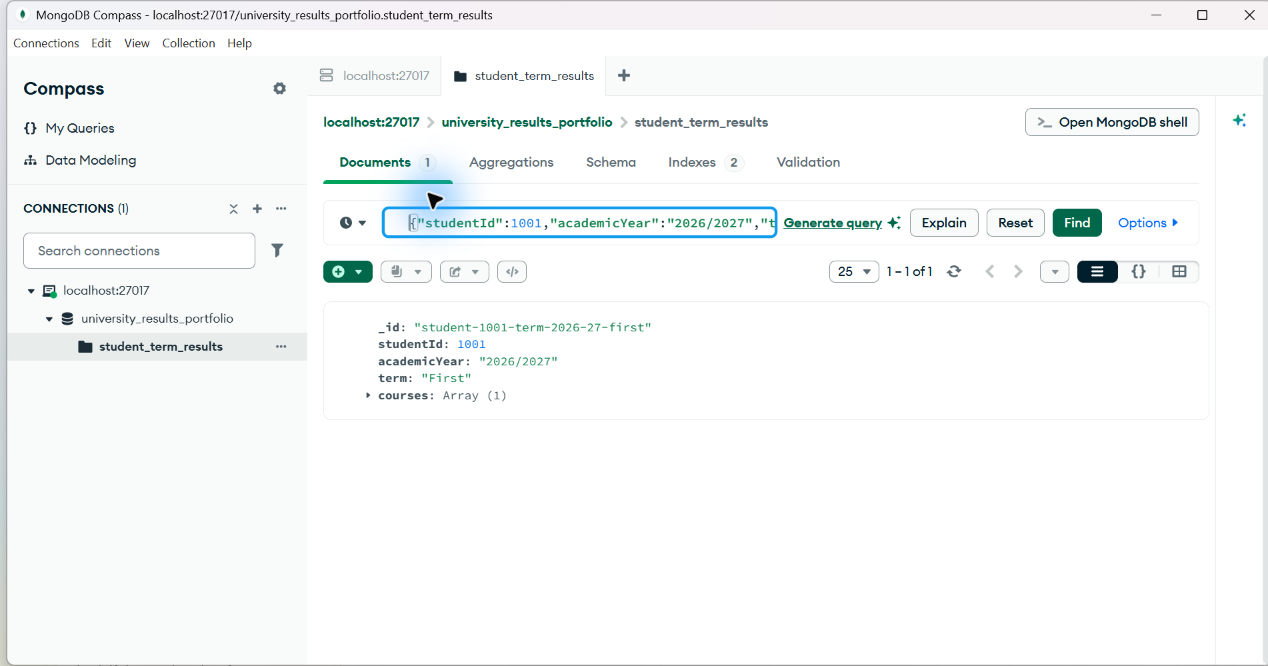 MongoDB Compass - localhost:27017/university_results_portfolio.student_term_results
Connections Edit View Collection Help
Compass
My Queries
Data Modeling
CONNECTIONS (1)
Search connections
localhost:27017
university_results_portfolio
student_term_results
localhost:27017 student_term_results
localhost:27017 > university_results_portfolio > student_term_results
>_ Open MongoDB shell
Documents 1 Aggregations Schema Indexes 2 Validation
{"studentId":1001,"academicYear":"2026/2027","t
Generate query Explain Reset Find Options
25 1 – 1 of 1
_id: "student-1001-term-2026-27-first"
studentId: 1001
academicYear: "2026/2027"
term: "First"
courses: Array (1)